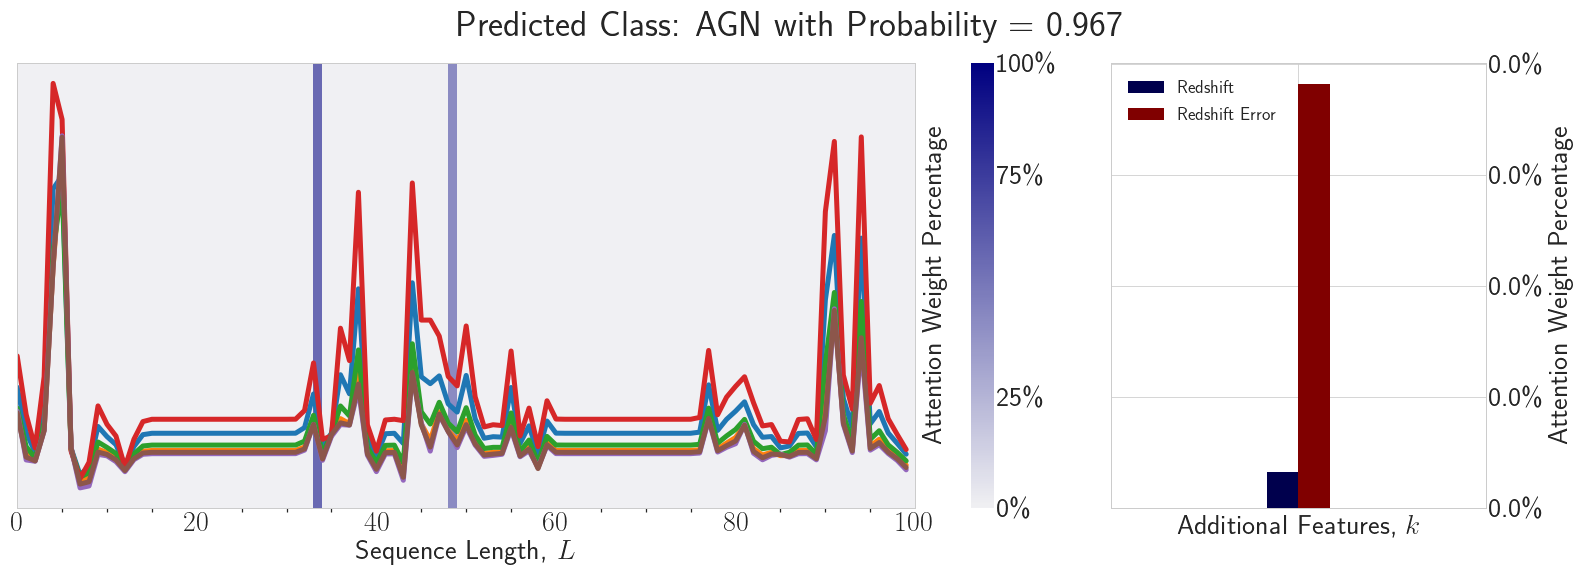 Predicted Class: AGN with Probability = 0.967
0
20
40
60
80
100
Sequence Length, L
100%
75%
25%
0%
Attention Weight Percentage
Redshift
Redshift Error
0.0%
0.0%
0.0%
0.0%
0.0%
Attention Weight Percentage
Additional Features, k